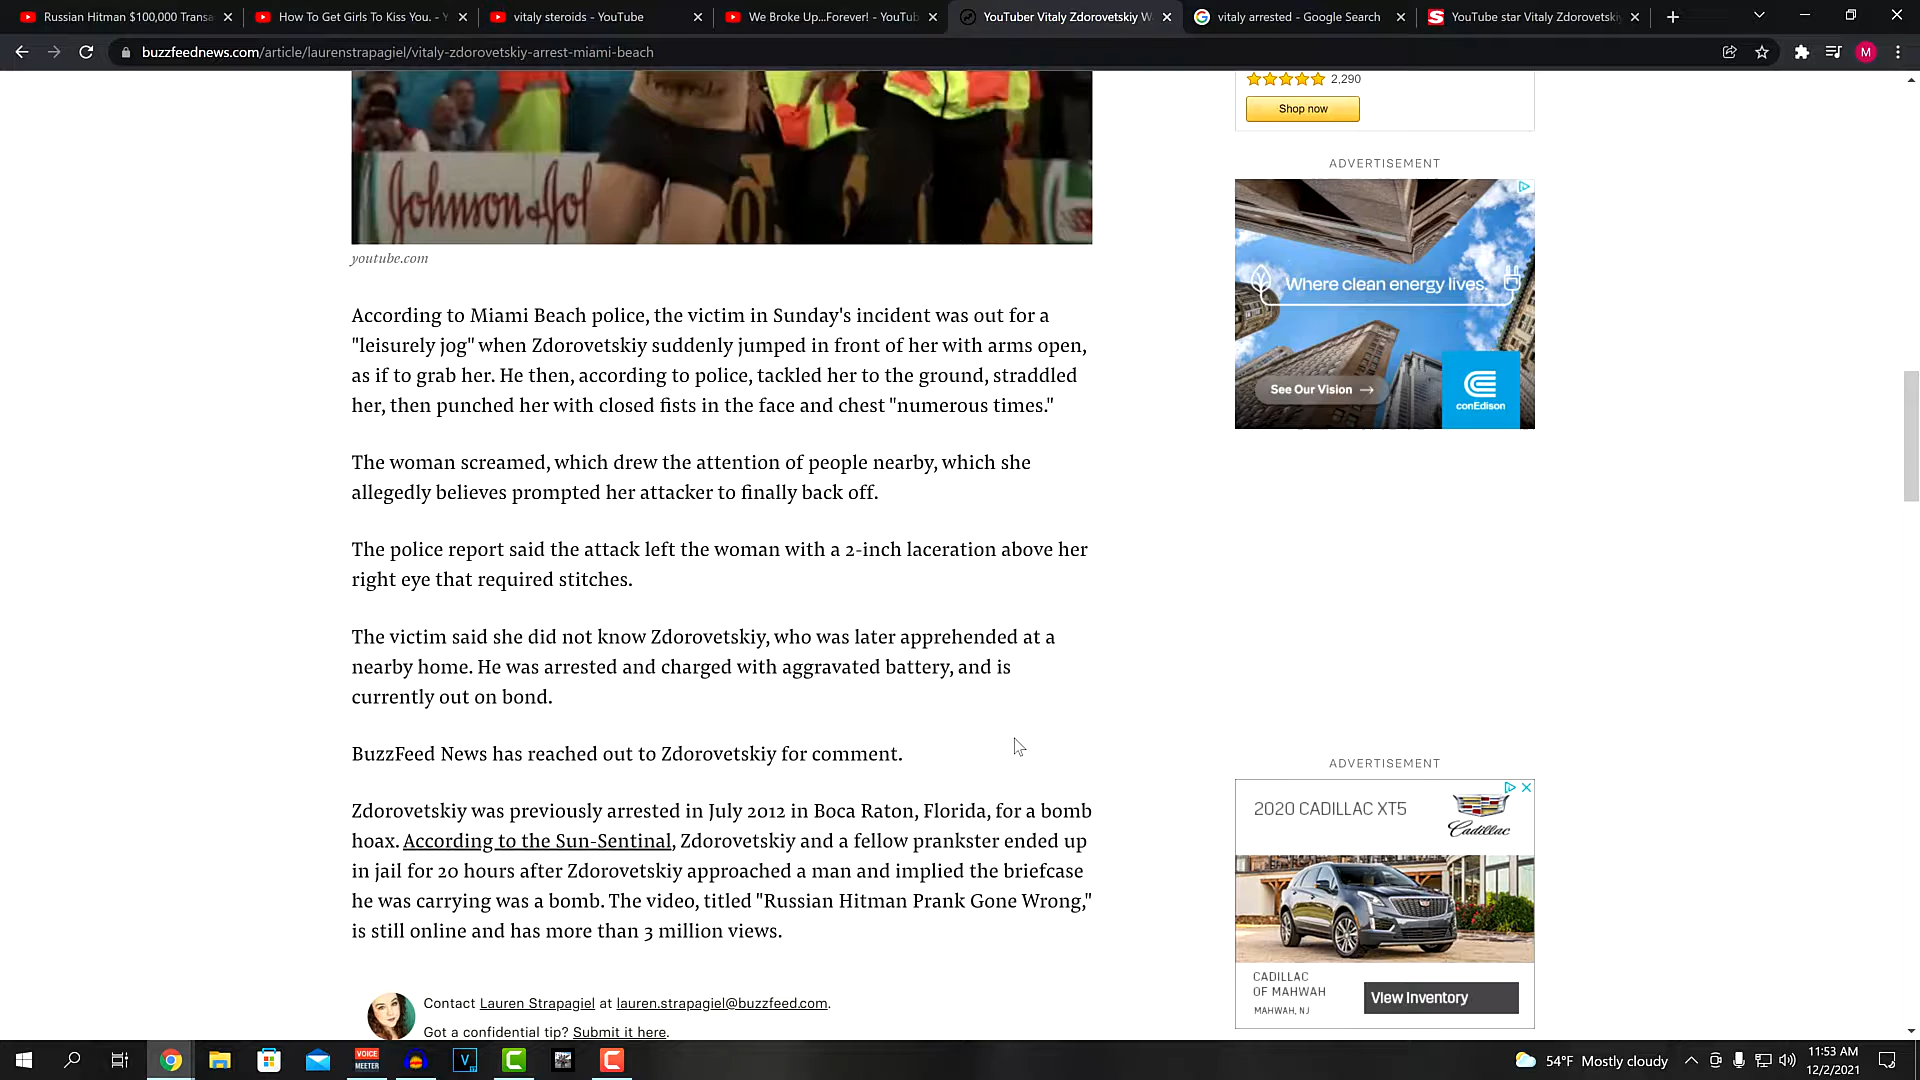 Russian Hitman $100,000 Transa
How To Get Girls To Kiss You. - Y
vitaly steroids - YouTube
We Broke Up...Forever! - YouTub
YouTuber Vitaly Zdorovetskiy W
vitaly arrested - Google Search
YouTube star Vitaly Zdorovetski
buzzfeednews.com/article/laurenstrapagiel/vitaly-zdorovetskiy-arrest-miami-beach
M
Johnson & Jo
youtube.com
2,290
Shop now
ADVERTISEMENT
Where clean energy lives.
See Our Vision →
conEdison
According to Miami Beach police, the victim in Sunday's incident was out for a
"leisurely jog" when Zdorovetskiy suddenly jumped in front of her with arms open,
as if to grab her. He then, according to police, tackled her to the ground, straddled
her, then punched her with closed fists in the face and chest "numerous times."
The woman screamed, which drew the attention of people nearby, which she
allegedly believes prompted her attacker to finally back off.
The police report said the attack left the woman with a 2-inch laceration above her
right eye that required stitches.
The victim said she did not know Zdorovetskiy, who was later apprehended at a
nearby home. He was arrested and charged with aggravated battery, and is
currently out on bond.
BuzzFeed News has reached out to Zdorovetskiy for comment.
Zdorovetskiy was previously arrested in July 2012 in Boca Raton, Florida, for a bomb
hoax. According to the Sun-Sentinal, Zdorovetskiy and a fellow prankster ended up
in jail for 20 hours after Zdorovetskiy approached a man and implied the briefcase
he was carrying was a bomb. The video, titled "Russian Hitman Prank Gone Wrong,"
is still online and has more than 3 million views.
Contact Lauren Strapagiel at lauren.strapagiel@buzzfeed.com.
Got a confidential tip? Submit it here.
ADVERTISEMENT
2020 CADILLAC XT5
Cadillac
CADILLAC
OF MAHWAH
MAHWAH, NJ
View Inventory
VOICE
MEETER
V
54°F Mostly cloudy
11:53 AM
12/2/2021